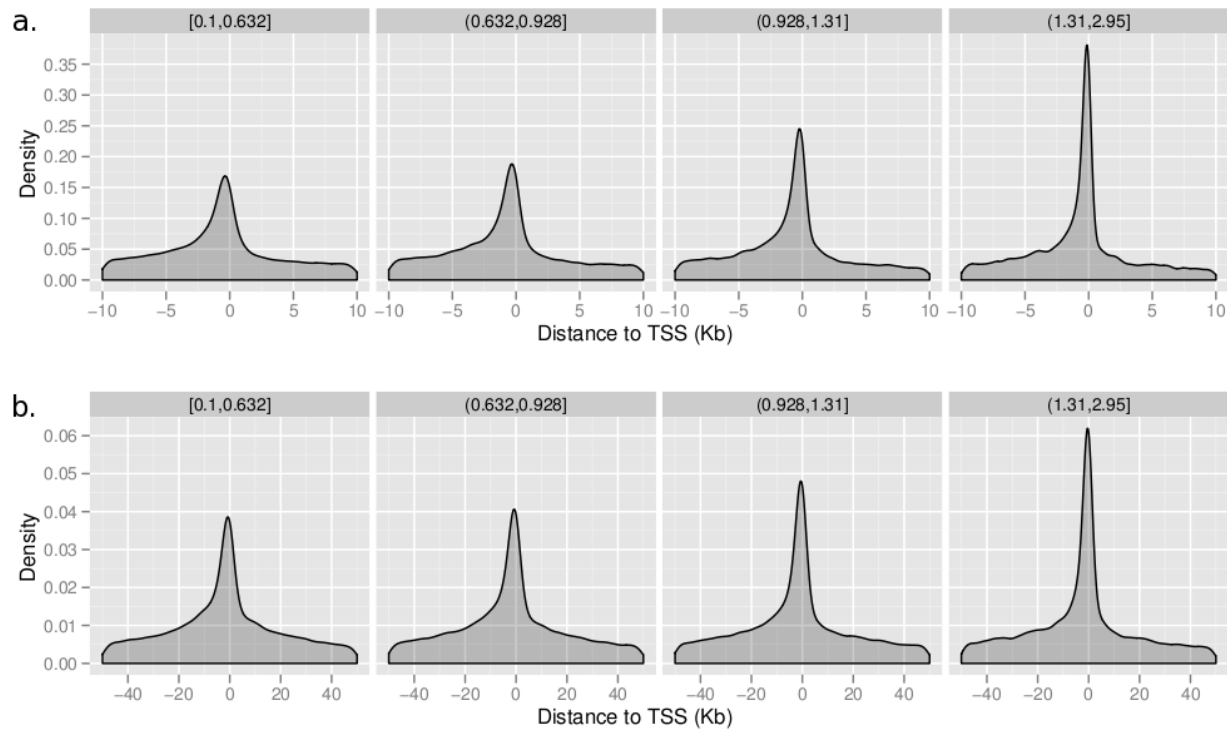 a.
[0.1,0.632] (0.632,0.928] (0.928,1.31] (1.31,2.95]
0.35
0.30
0.25
0.20
0.15
0.10
0.05
0.00
Density
−10 −5 0 5 10 −10 −5 0 5 10 −10 −5 0 5 10 −10 −5 0 5 10
Distance to TSS (Kb)
b.
[0.1,0.632] (0.632,0.928] (0.928,1.31] (1.31,2.95]
0.06
0.05
0.04
0.03
0.02
0.01
0.00
Density
−40 −20 0 20 40 −40 −20 0 20 40 −40 −20 0 20 40 −40 −20 0 20 40
Distance to TSS (Kb)